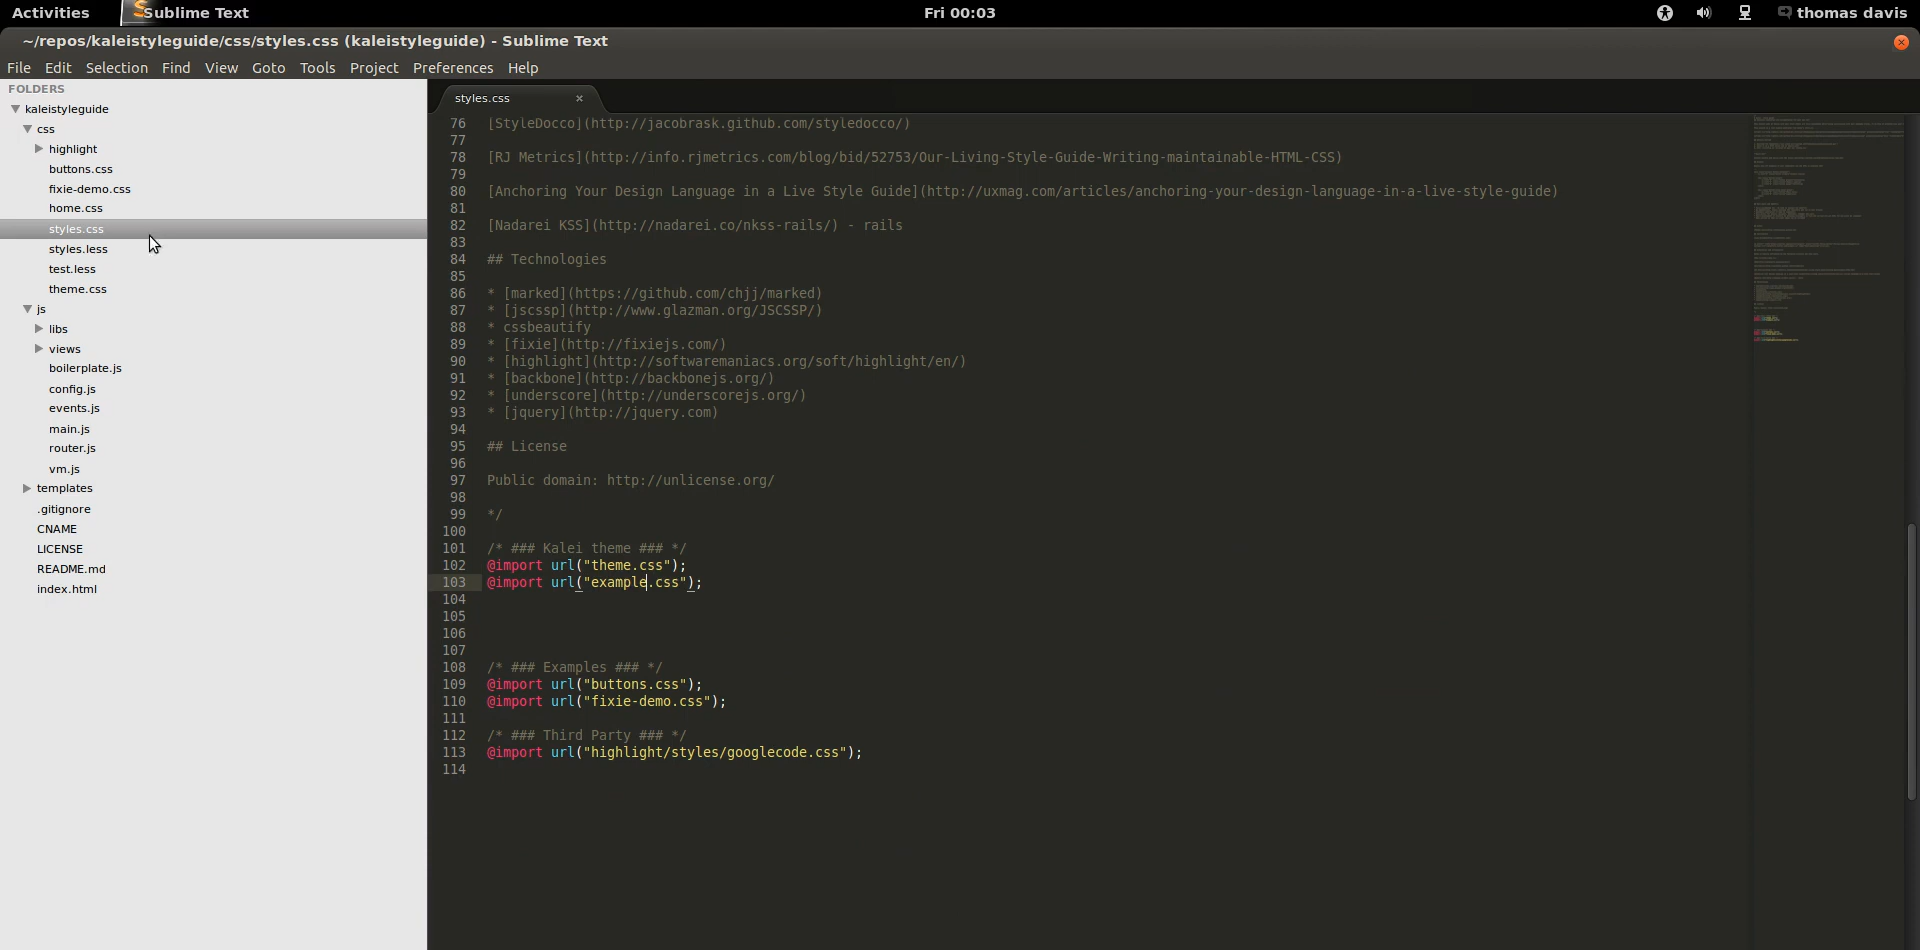 Activities Sublime Text Fri 00:03 thomas davis
~/repos/kaleistyleguide/css/styles.css (kaleistyleguide) - Sublime Text
File Edit Selection Find View Goto Tools Project Preferences Help
FOLDERS
kaleistyleguide
css
highlight
buttons.css
fixie-demo.css
home.css
styles.css
styles.less
test.less
theme.css
js
libs
views
boilerplate.js
config.js
events.js
main.js
router.js
vm.js
templates
.gitignore
CNAME
LICENSE
README.md
index.html
styles.css ×
76 [StyleDocco](http://jacobrask.github.com/styledocco/)
77
78 [RJ Metrics](http://info.rjmetrics.com/blog/bid/52753/Our-Living-Style-Guide-Writing-maintainable-HTML-CSS)
79
80 [Anchoring Your Design Language in a Live Style Guide](http://uxmag.com/articles/anchoring-your-design-language-in-a-live-style-guide)
81
82 [Nadarei KSS](http://nadarei.co/nkss-rails/) - rails
83
84 ## Technologies
85
86 * [marked](https://github.com/chjj/marked)
87 * [jscssp](http://www.glazman.org/JSCSSP/)
88 * cssbeautify
89 * [fixie](http://fixiejs.com/)
90 * [highlight](http://softwaremaniacs.org/soft/highlight/en/)
91 * [backbone](http://backbonejs.org/)
92 * [underscore](http://underscorejs.org/)
93 * [jquery](http://jquery.com)
94
95 ## License
96
97 Public domain: http://unlicense.org/
98
99 */
100
101 /* ### Kalei theme ### */
102 @import url("theme.css");
103 @import url("example.css");
104
105
106
107
108 /* ### Examples ### */
109 @import url("buttons.css");
110 @import url("fixie-demo.css");
111
112 /* ### Third Party ### */
113 @import url("highlight/styles/googlecode.css");
114